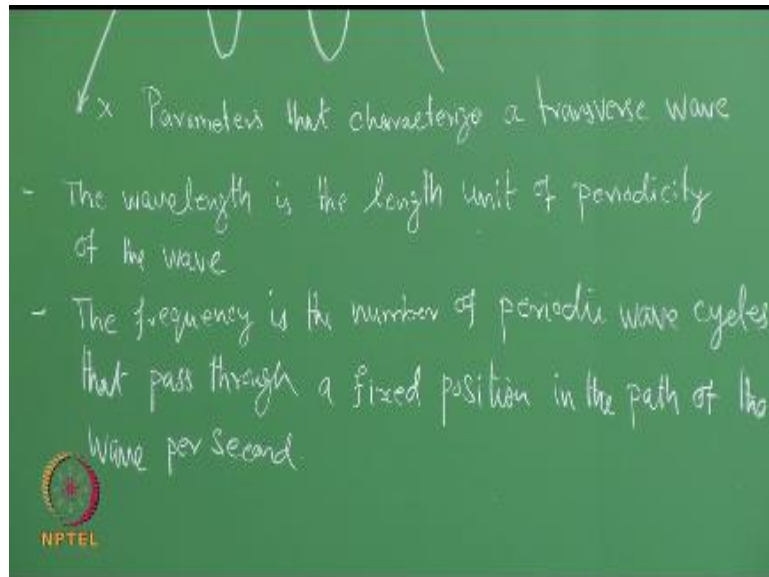 x Parameters that characterize a transverse wave
- The wavelength is the length unit of periodicity
of the wave
- The frequency is the number of periodic wave cycles
that pass through a fixed position in the path of the
wave per second.
NPTEL